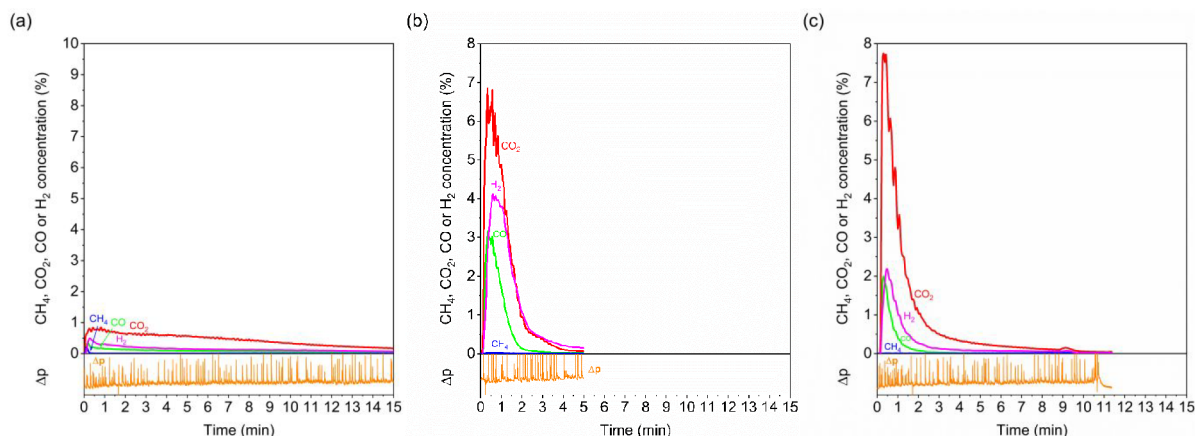 (a)
CH4, CO2, CO or H2 concentration (%)
10
9
8
7
6
5
4
3
2
1
0
CH4
CO
CO2
H2
Δp
Δp
0 1 2 3 4 5 6 7 8 9 10 11 12 13 14 15
Time (min)
(b)
CH4, CO2, CO or H2 concentration (%)
8
7
6
5
4
3
2
1
0
CO2
H2
CO
CH4
Δp
Δp
0 1 2 3 4 5 6 7 8 9 10 11 12 13 14 15
Time (min)
(c)
CH4, CO2, CO or H2 concentration (%)
8
7
6
5
4
3
2
1
0
CO2
H2
CO
CH4
Δp
Δp
0 1 2 3 4 5 6 7 8 9 10 11 12 13 14 15
Time (min)